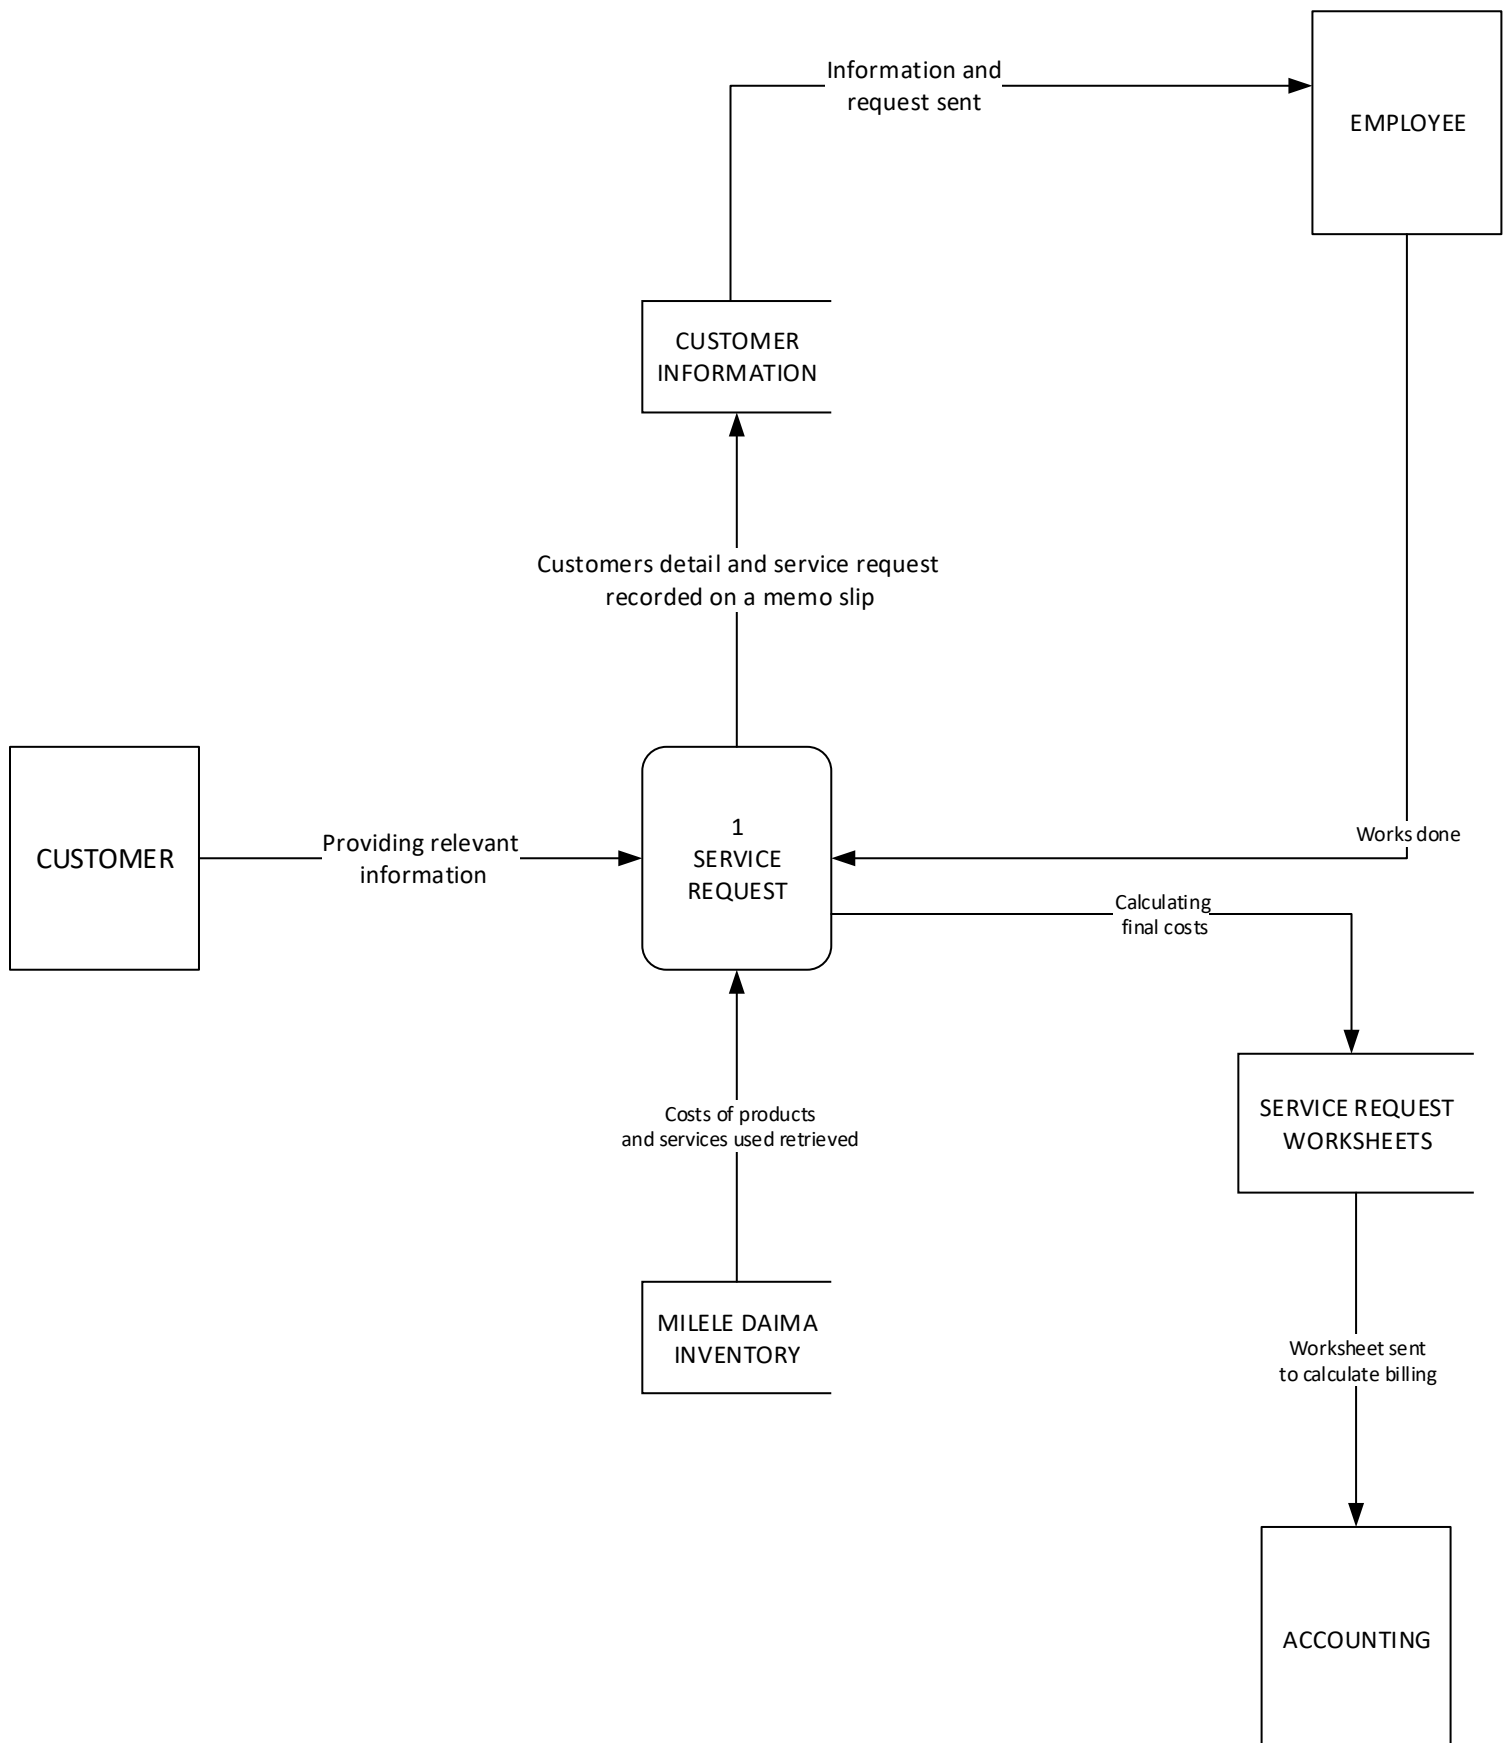 Information and
request sent
EMPLOYEE
CUSTOMER
INFORMATION
Customers detail and service request
recorded on a memo slip
CUSTOMER
Providing relevant
information
1
SERVICE
REQUEST
Works done
Calculating
final costs
Costs of products
and services used retrieved
SERVICE REQUEST
WORKSHEETS
MILELE DAIMA
INVENTORY
Worksheet sent
to calculate billing
ACCOUNTING